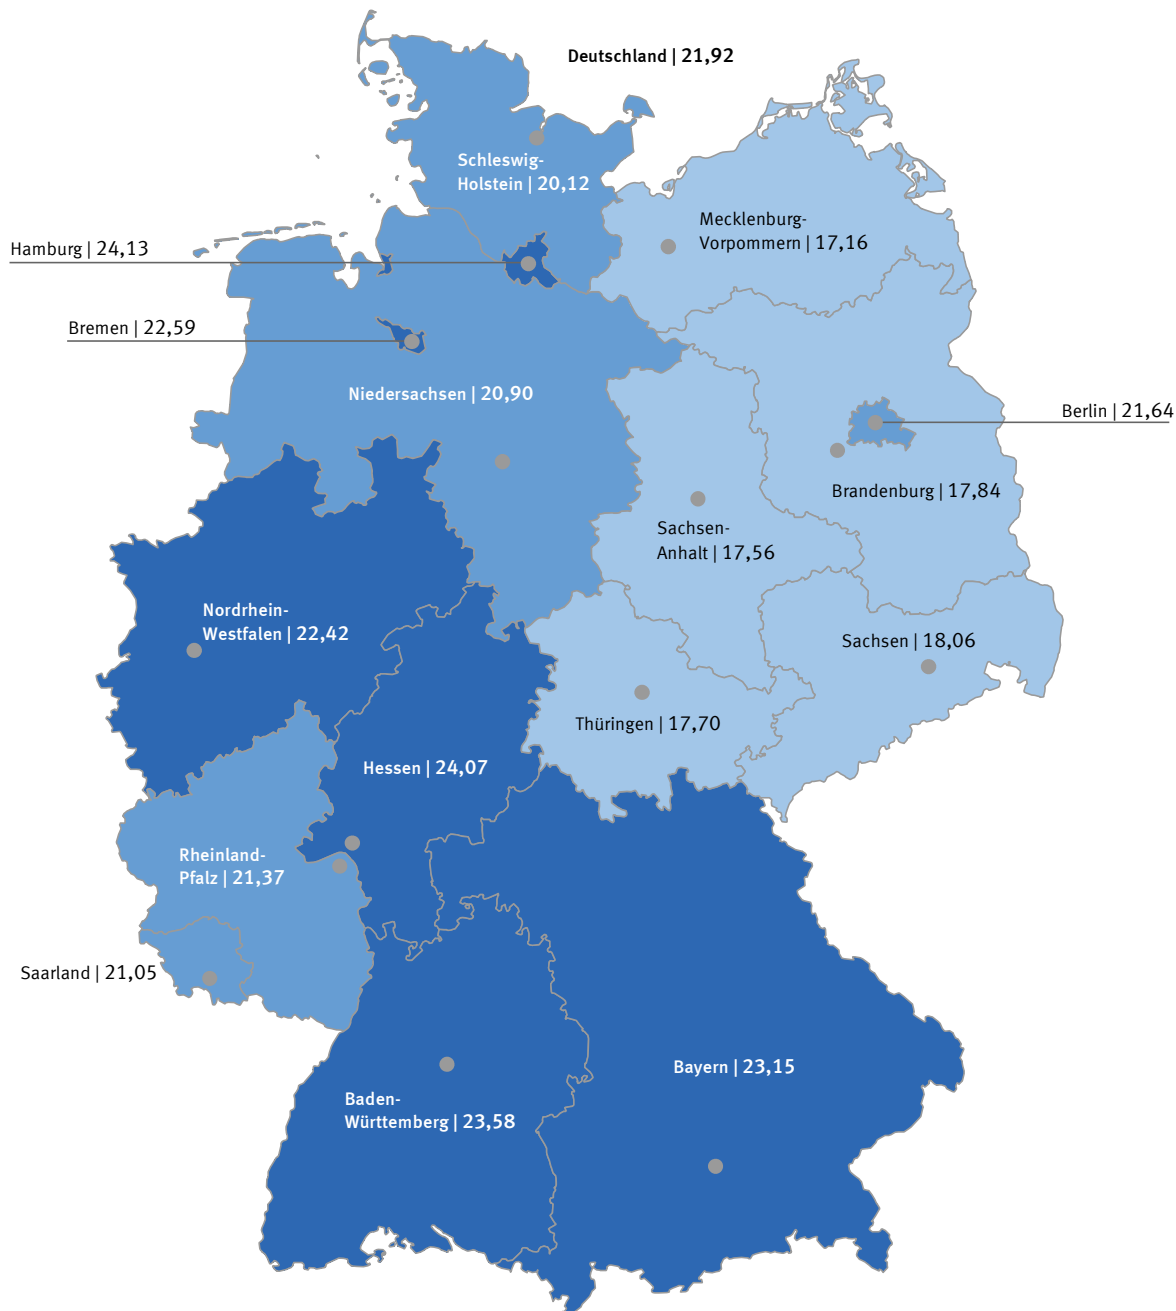 Deutschland | 21,92
Schleswig-
Holstein | 20,12
Mecklenburg-
Vorpommern | 17,16
Hamburg | 24,13
Bremen | 22,59
Niedersachsen | 20,90
Berlin | 21,64
Brandenburg | 17,84
Sachsen-
Anhalt | 17,56
Nordrhein-
Westfalen | 22,42
Sachsen | 18,06
Thüringen | 17,70
Hessen | 24,07
Rheinland-
Pfalz | 21,37
Saarland | 21,05
Bayern | 23,15
Baden-
Württemberg | 23,58